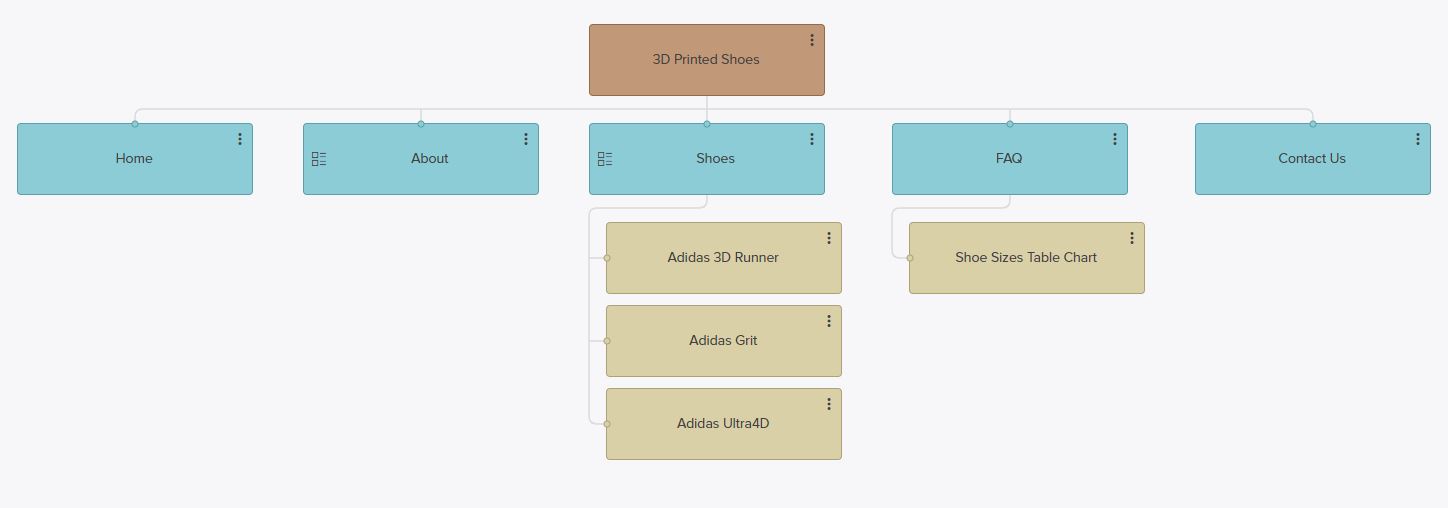 3D Printed Shoes
Home
About
Shoes
FAQ
Contact Us
Adidas 3D Runner
Shoe Sizes Table Chart
Adidas Grit
Adidas Ultra4D